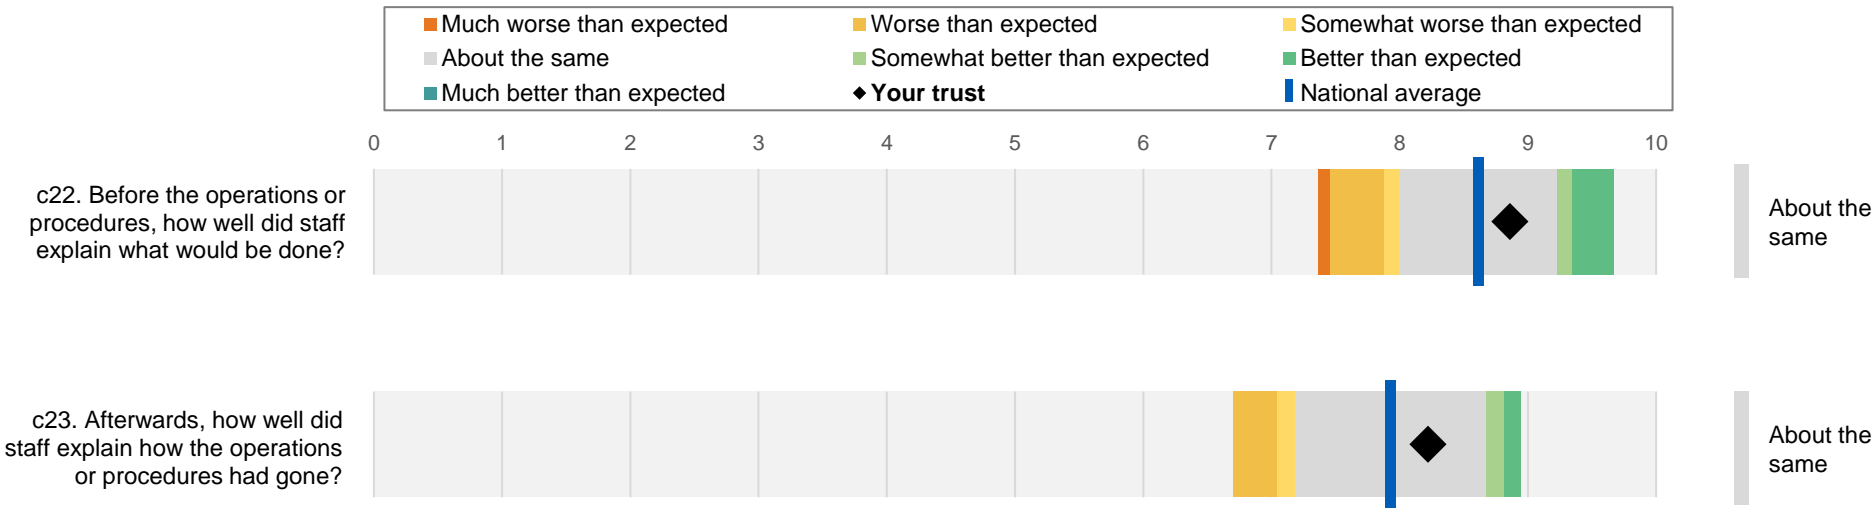 Much worse than expected
Worse than expected
Somewhat worse than expected
About the same
Somewhat better than expected
Better than expected
Much better than expected
Your trust
National average
0 1 2 3 4 5 6 7 8 9 10
c22. Before the operations or
procedures, how well did staff
explain what would be done?
About the
same
c23. Afterwards, how well did
staff explain how the operations
or procedures had gone?
About the
same